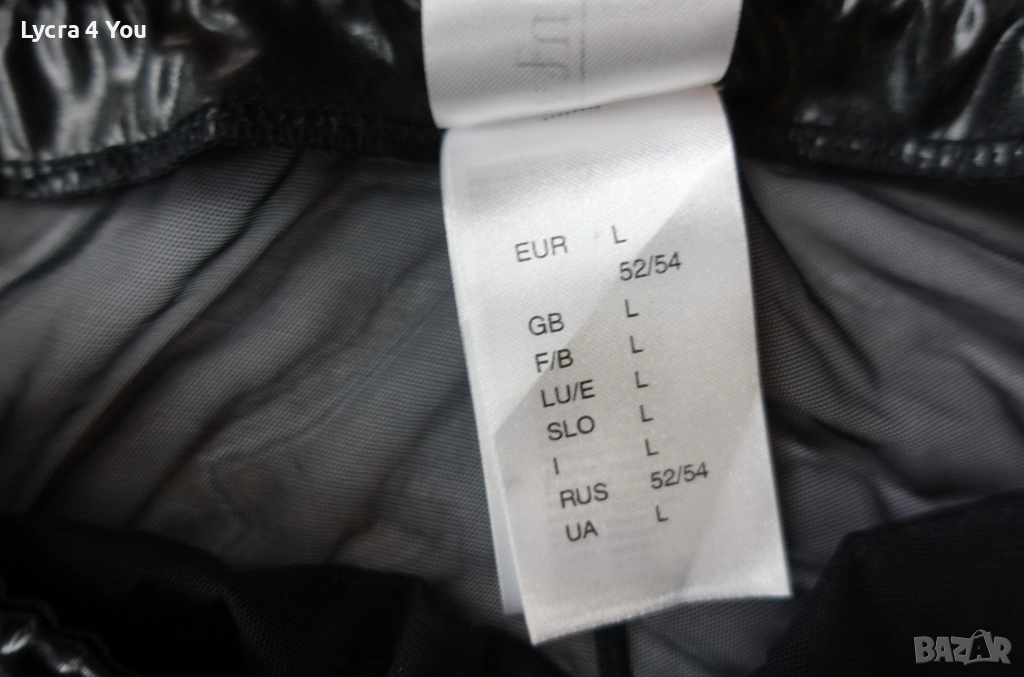 Lycra 4 You
EUR L
52/54
GB L
F/B L
LU/E L
SLO L
I L
RUS 52/54
UA L
BAZAR